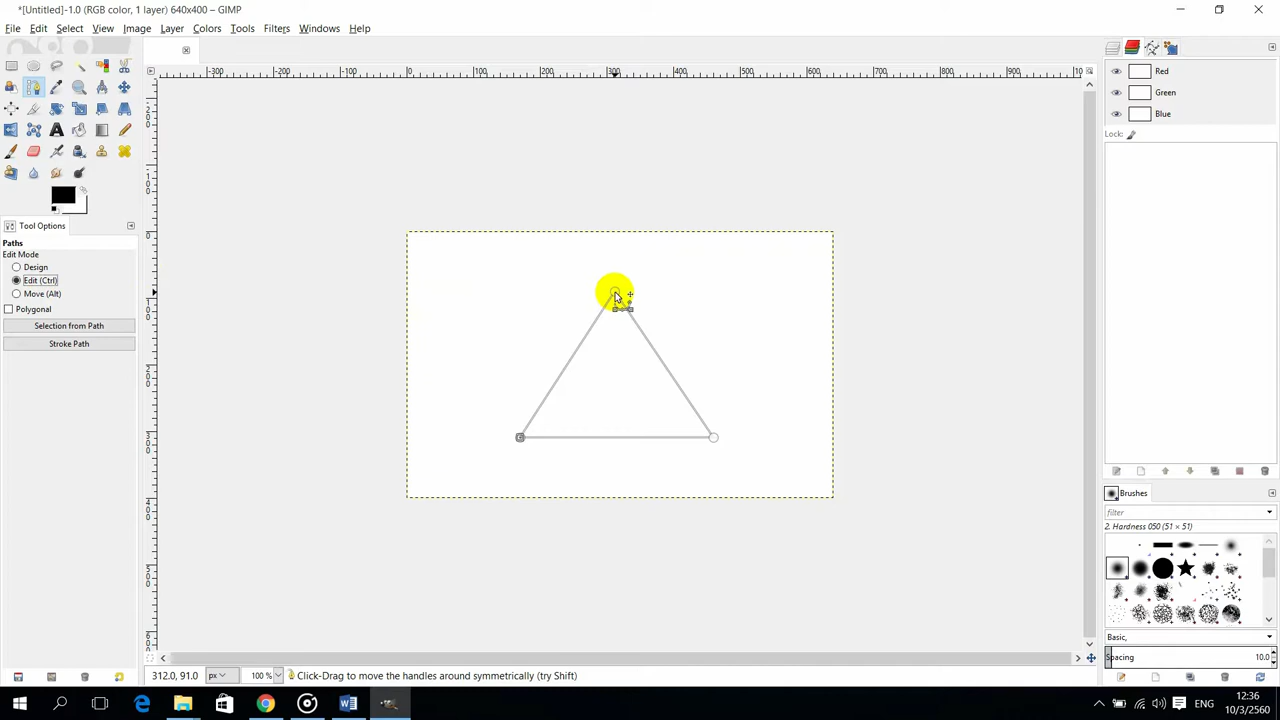 *[Untitled]-1.0 (RGB color, 1 layer) 640x400 – GIMP
File Edit Select View Image Layer Colors Tools Filters Windows Help
-300 -200 -100 0 100 200 300 400 500 600 700 800 900 10
Red
Green
Blue
Lock:
Tool Options
Paths
Edit Mode
Design
Edit (Ctrl)
Move (Alt)
Polygonal
Selection from Path
Stroke Path
Brushes
filter
2. Hardness 050 (51 × 51)
Basic,
Spacing 10.0
312.0, 91.0 px 100 % Click-Drag to move the handles around symmetrically (try Shift)
ENG
12:36
10/3/2560